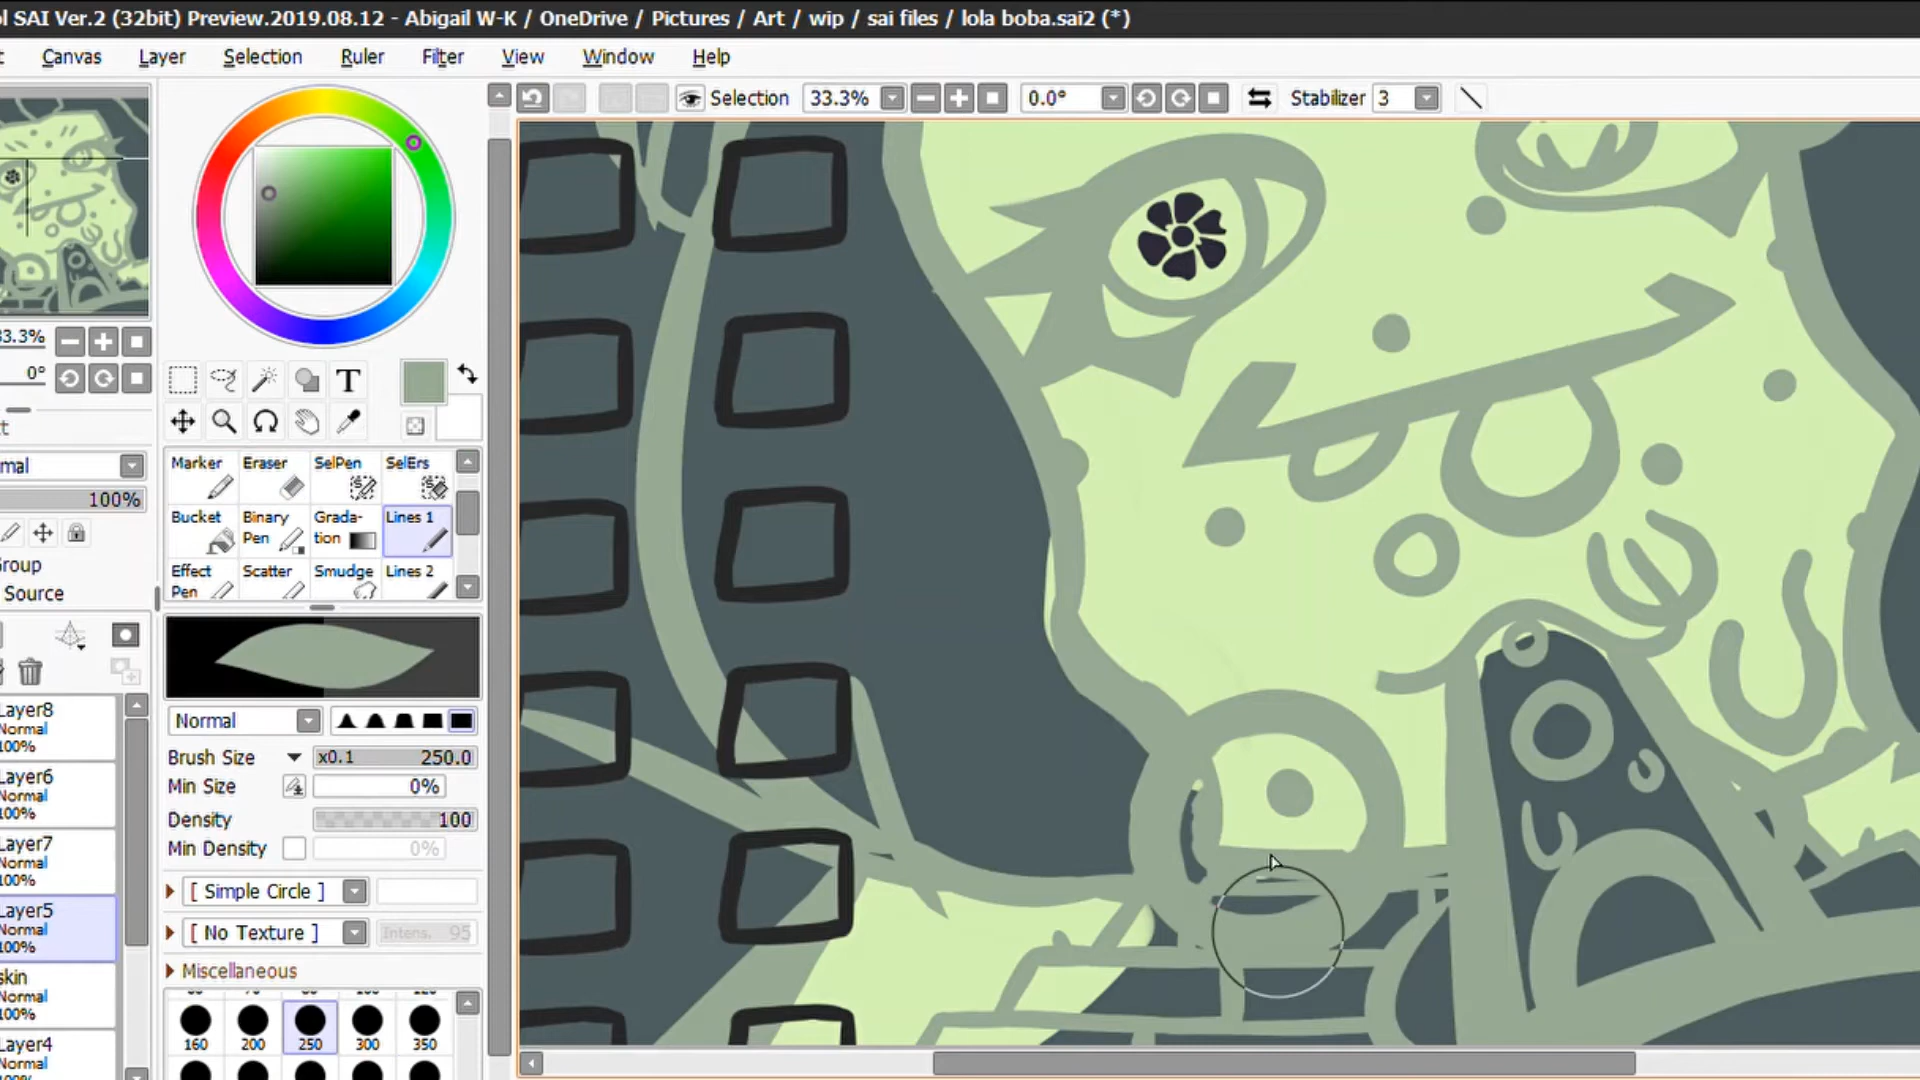 ol SAI Ver.2 (32bit) Preview.2019.08.12 - Abigail W-K / OneDrive / Pictures / Art / wip / sai files / lola boba.sai2 (*)
t Canvas Layer Selection Ruler Filter View Window Help
Selection 33.3% 0.0° Stabilizer 3
33.3%
0°
T
ct
mal
100%
Group
Source
Marker Eraser SelPen SelErs
Bucket Binary Pen Grada-tion Lines 1
Effect Pen Scatter Smudge Lines 2
Normal
Brush Size x0.1 250.0
Min Size 0%
Density 100
Min Density 0%
[ Simple Circle ]
[ No Texture ] Intens. 95
Miscellaneous
160 200 250 300 350
Layer8
Normal
100%
Layer6
Normal
100%
Layer7
Normal
100%
Layer5
Normal
100%
skin
Normal
100%
Layer4
Normal
100%